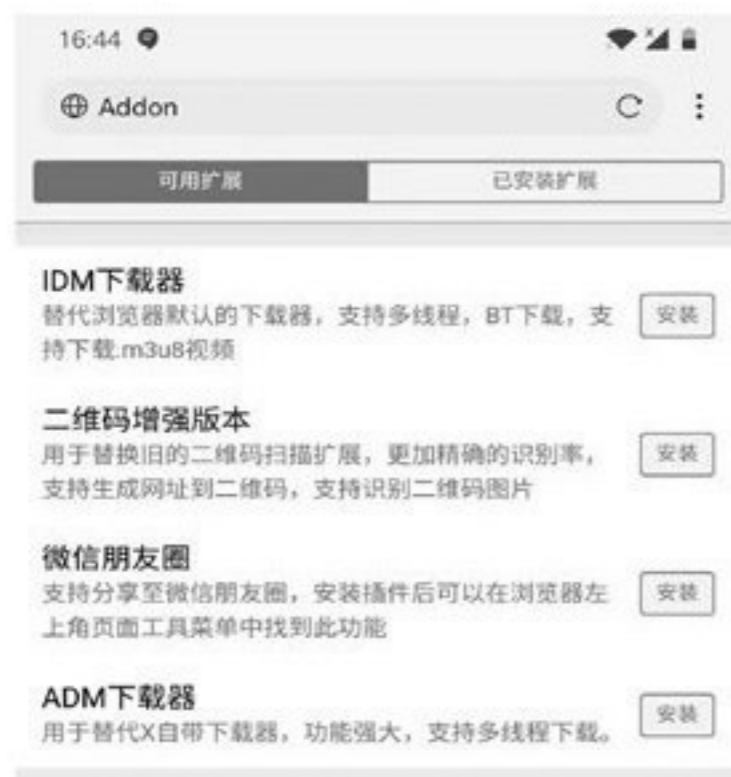 16:44
Addon
可用扩展 已安装扩展
IDM下载器
替代浏览器默认的下载器，支持多线程，BT下载，支
持下载.m3u8视频
安装
二维码增强版本
用于替换旧的二维码扫描扩展，更加精确的识别率，
支持生成网址到二维码，支持识别二维码图片
安装
微信朋友圈
支持分享至微信朋友圈，安装插件后可以在浏览器左
上角页面工具菜单中找到此功能
安装
ADM下载器
用于替代X自带下载器，功能强大，支持多线程下载。
安装